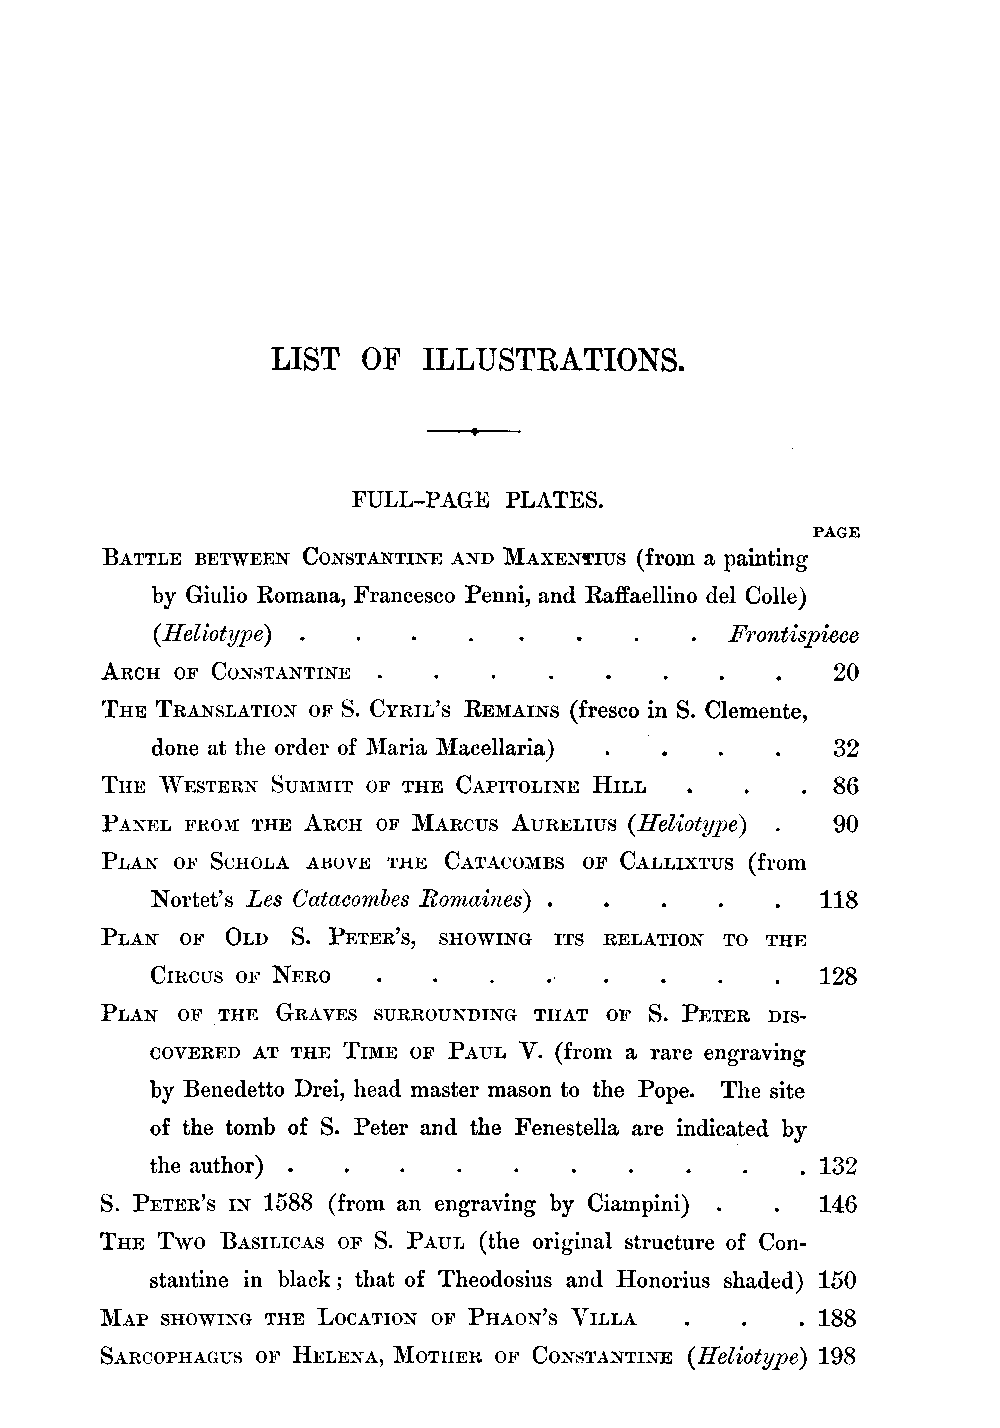 LIST OF ILLUSTRATIONS.
FULL-PAGE PLATES.
PAGE
BATTLE BETWEEN CONSTANTINE AND MAXENTIUS (from a painting
by Giulio Romana, Francesco Penni, and Raffaellino del Colle)
(Heliotype) . . . . . . . . Frontispiece
ARCH OF CONSTANTINE . . . . . . . . 20
THE TRANSLATION OF S. CYRIL'S REMAINS (fresco in S. Clemente,
done at the order of Maria Macellaria) . . . . 32
THE WESTERN SUMMIT OF THE CAPITOLINE HILL . . . 86
PANEL FROM THE ARCH OF MARCUS AURELIUS (Heliotype) . 90
PLAN OF SCHOLA ABOVE THE CATACOMBS OF CALLIXTUS (from
Nortet's Les Catacombes Romaines) . . . . . 118
PLAN OF OLD S. PETER'S, SHOWING ITS RELATION TO THE
CIRCUS OF NERO . . . . . . . . 128
PLAN OF THE GRAVES SURROUNDING THAT OF S. PETER DIS-
COVERED AT THE TIME OF PAUL V. (from a rare engraving
by Benedetto Drei, head master mason to the Pope. The site
of the tomb of S. Peter and the Fenestella are indicated by
the author) . . . . . . . . . . 132
S. PETER'S IN 1588 (from an engraving by Ciampini) . . 146
THE TWO BASILICAS OF S. PAUL (the original structure of Con-
stantine in black; that of Theodosius and Honorius shaded) 150
MAP SHOWING THE LOCATION OF PHAON'S VILLA . . . 188
SARCOPHAGUS OF HELENA, MOTHER OF CONSTANTINE (Heliotype) 198